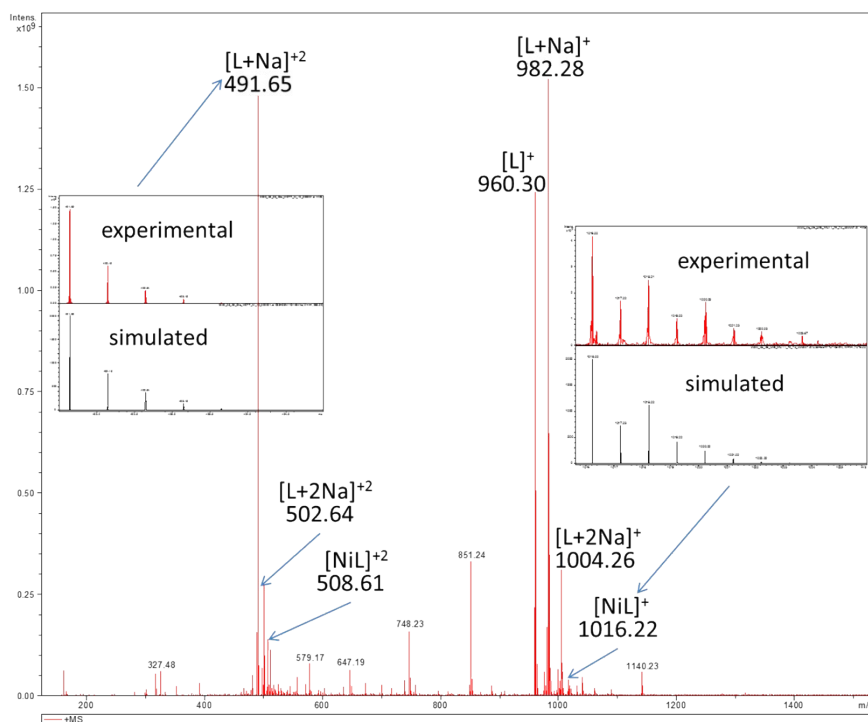 Intens.
x10⁹
[L+Na]⁺²
491.65
[L+Na]⁺
982.28
1.50
[L]⁺
960.30
1.25
experimental
experimental
1.00
simulated
simulated
0.75
0.50
[L+2Na]⁺²
502.64
[L+2Na]⁺
1004.26
[NiL]⁺²
508.61
851.24
[NiL]⁺
1016.22
0.25
748.23
327.48
579.17
647.19
1140.23
0.00
200
400
600
800
1000
1200
1400
+MS